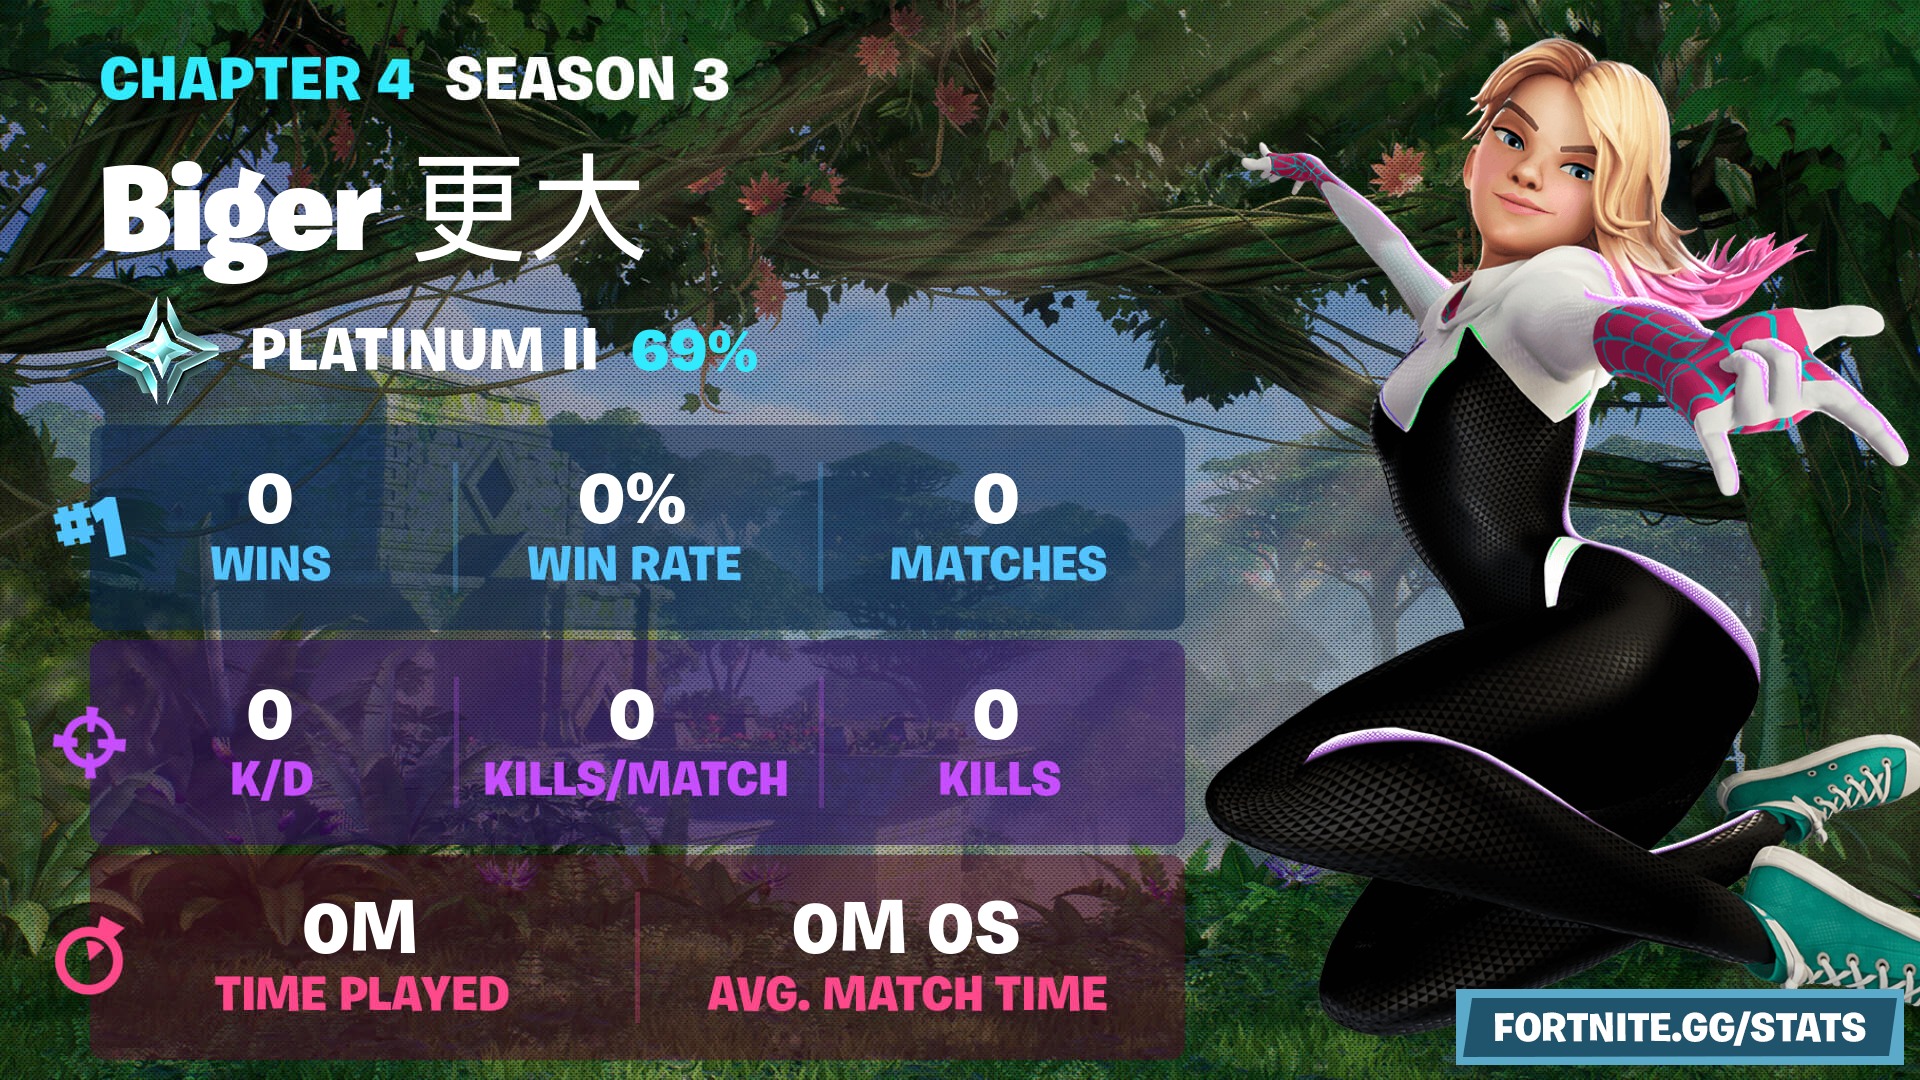 CHAPTER 4 SEASON 3
Biger 更大
PLATINUM II 69%
#1
0 0% 0
WINS WIN RATE MATCHES
0 0 0
K/D KILLS/MATCH KILLS
0M 0M 0S
TIME PLAYED AVG. MATCH TIME
FORTNITE.GG/STATS